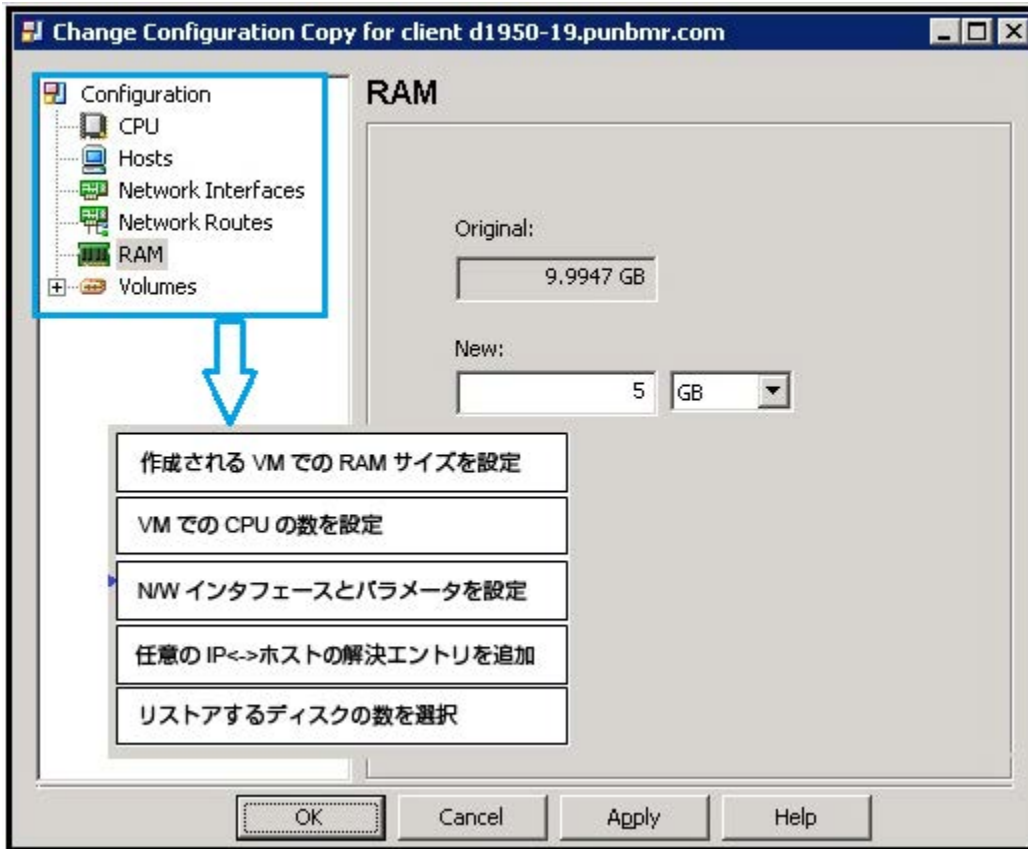 Change Configuration Copy for client d1950-19.punbmr.com
Configuration
CPU
Hosts
Network Interfaces
Network Routes
RAM
Volumes
RAM
Original:
9.9947 GB
New:
5 GB
作成される VM での RAM サイズを設定
VM での CPU の数を設定
N/W インタフェースとパラメータを設定
任意の IP<->ホストの解決エントリを追加
リストアするディスクの数を選択
OK Cancel Apply Help